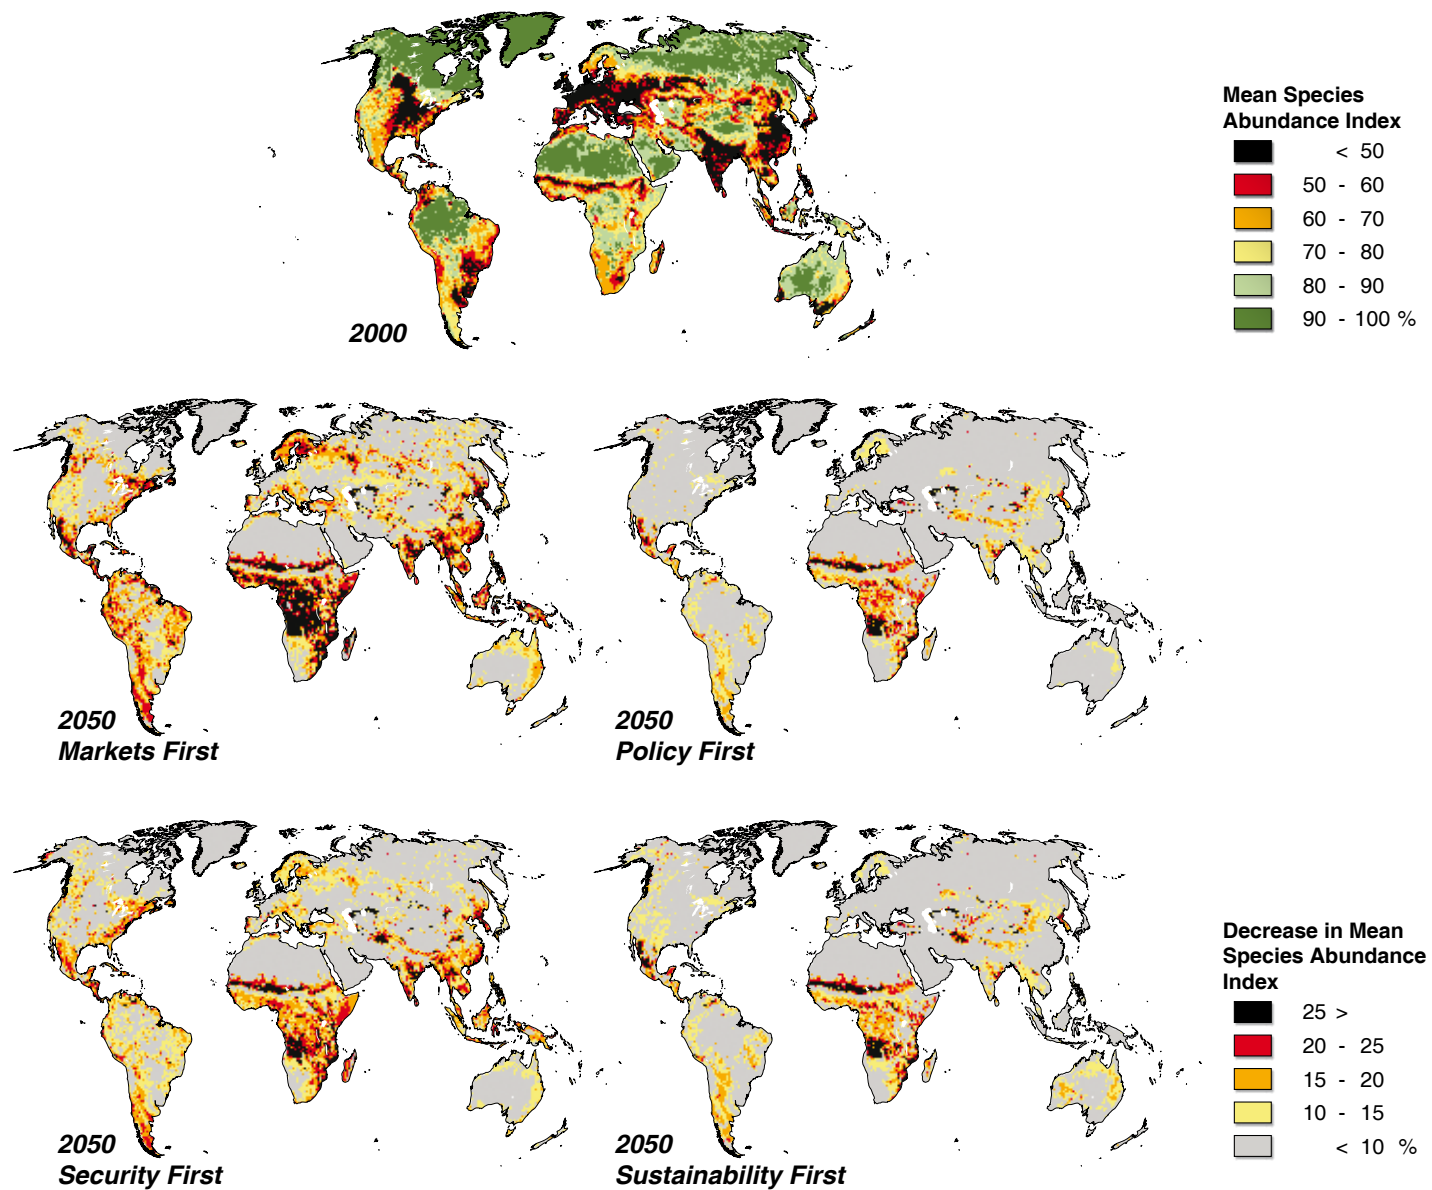 Mean Species
Abundance Index
< 50
50 - 60
60 - 70
70 - 80
80 - 90
90 - 100 %
2000
2050
Markets First
2050
Policy First
Decrease in Mean
Species Abundance
Index
25 >
20 - 25
15 - 20
10 - 15
< 10 %
2050
Security First
2050
Sustainability First